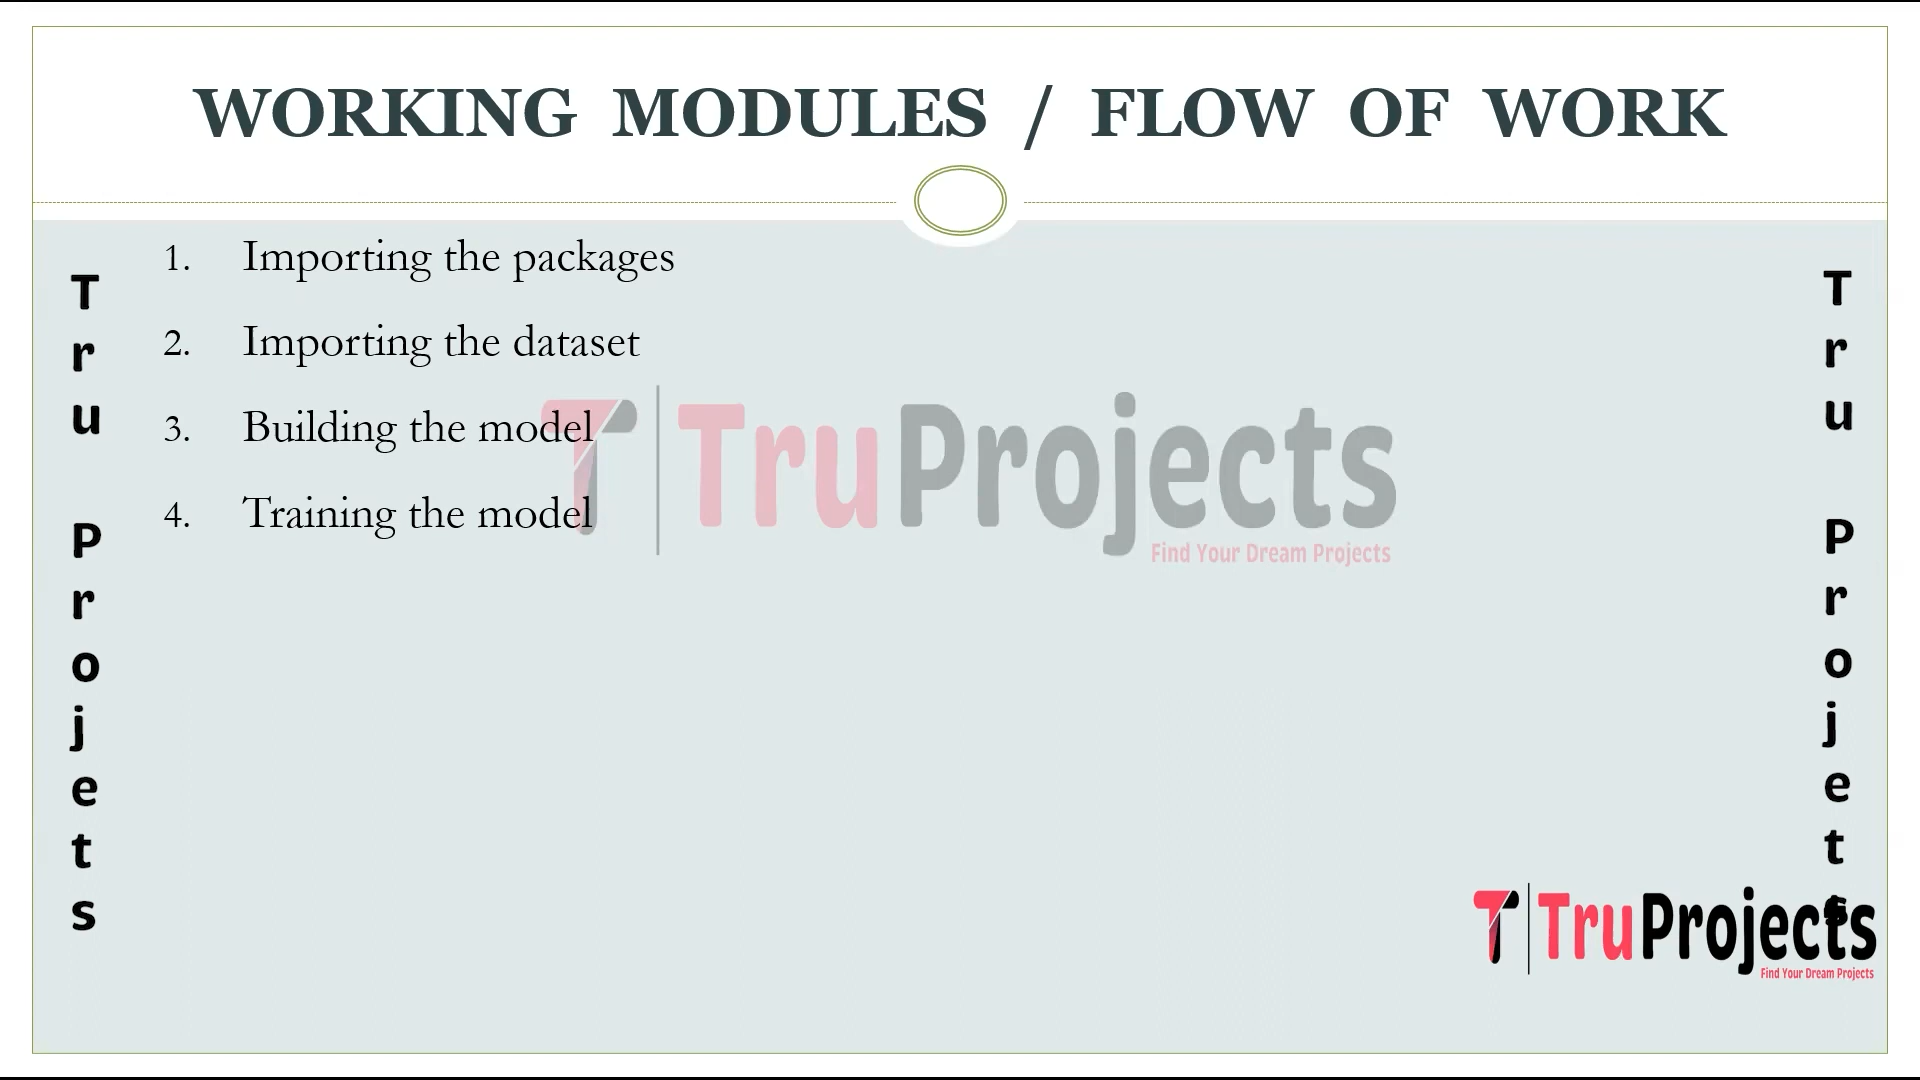 WORKING MODULES / FLOW OF WORK
1. Importing the packages
2. Importing the dataset
3. Building the model
4. Training the model
Tru Projets
TruProjects
Find Your Dream Projects
Tru Projets
TruProjects
Find Your Dream Projects